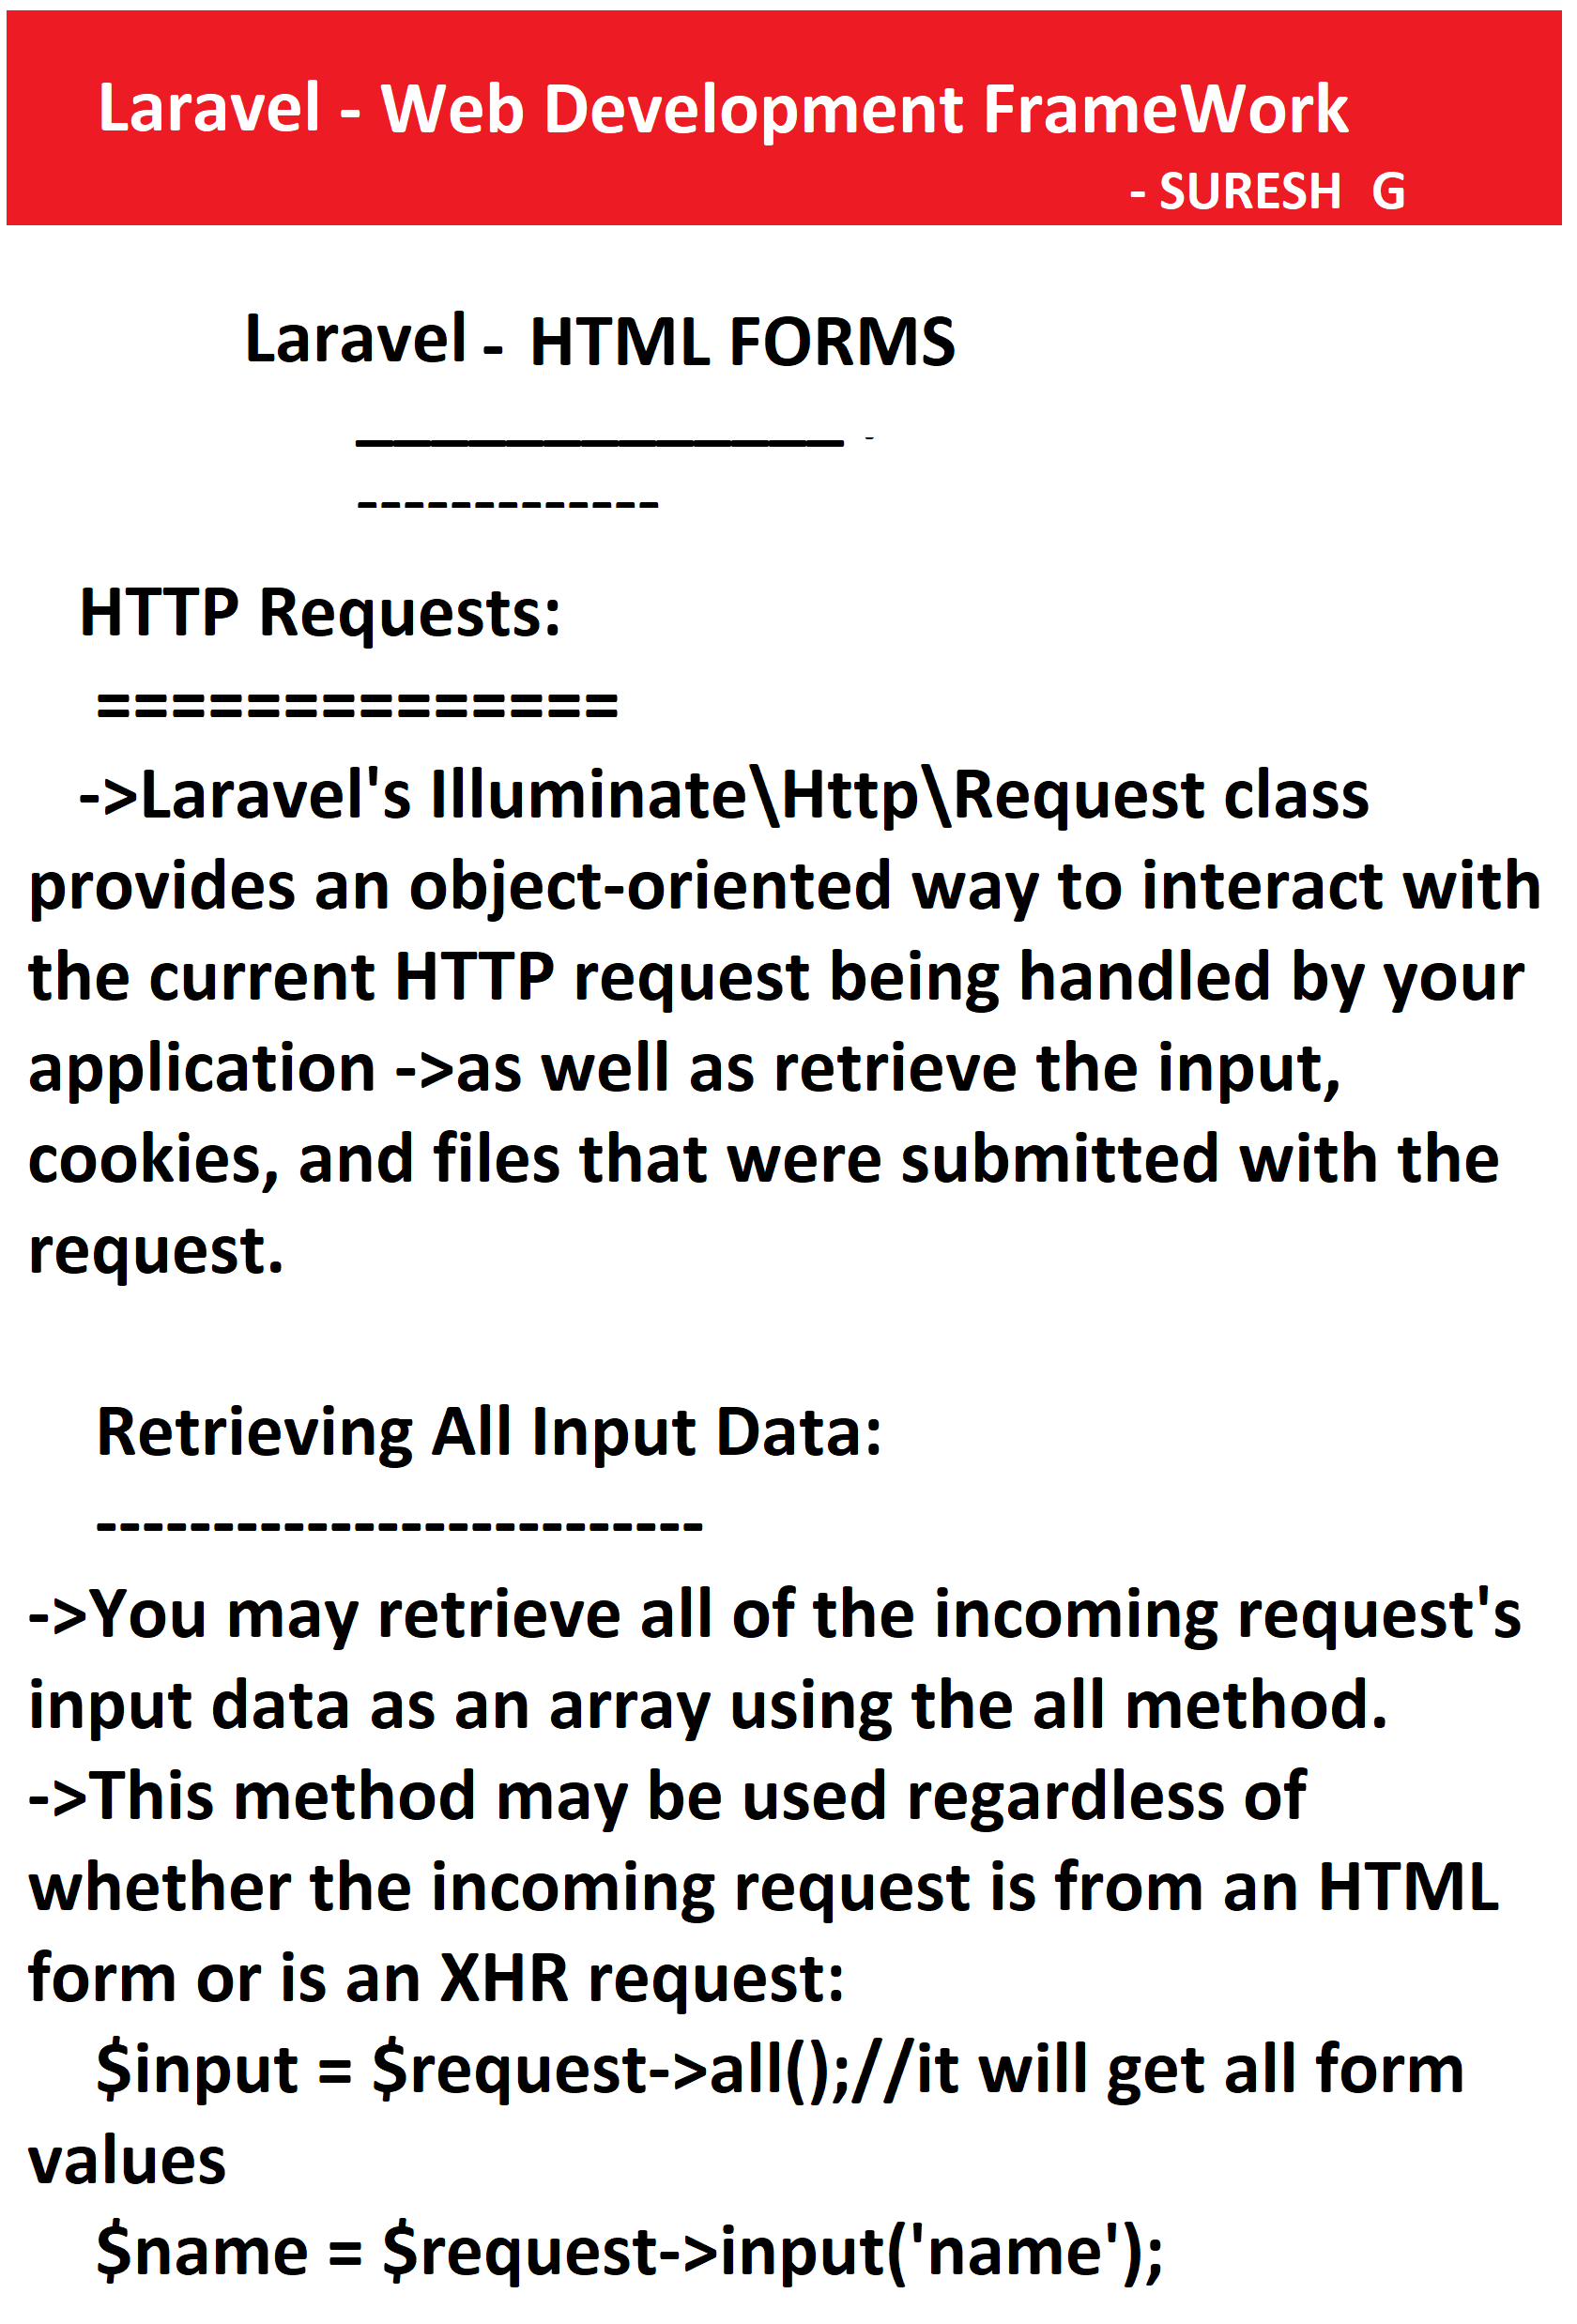 Laravel - Web Development FrameWork
- SURESH G
Laravel - HTML FORMS
_____________ -
-------------
HTTP Requests:
==============
->Laravel's Illuminate\Http\Request class
provides an object-oriented way to interact with
the current HTTP request being handled by your
application ->as well as retrieve the input,
cookies, and files that were submitted with the
request.
Retrieving All Input Data:
--------------------------
->You may retrieve all of the incoming request's
input data as an array using the all method.
->This method may be used regardless of
whether the incoming request is from an HTML
form or is an XHR request:
$input = $request->all();//it will get all form
values
$name = $request->input('name');